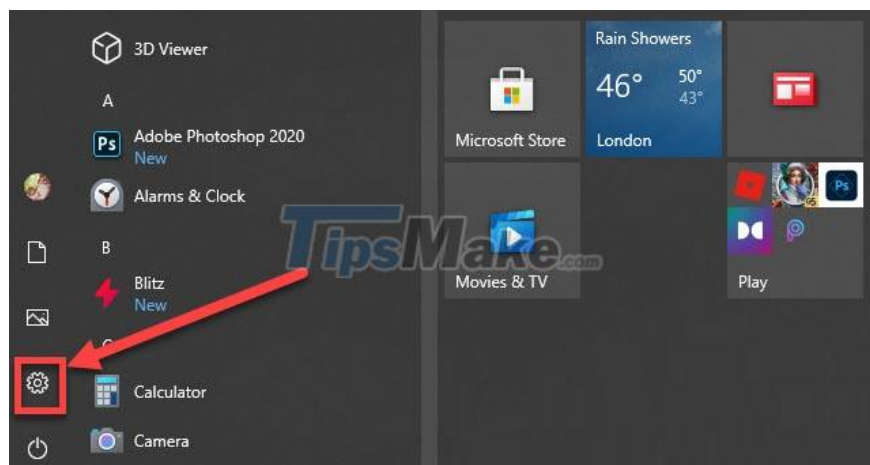 3D Viewer
A
Ps
Adobe Photoshop 2020
New
Alarms & Clock
B
Blitz
New
Calculator
Camera
TipsMake.com
Rain Showers
46°
50°
43°
London
Microsoft Store
Movies & TV
Ps
Play